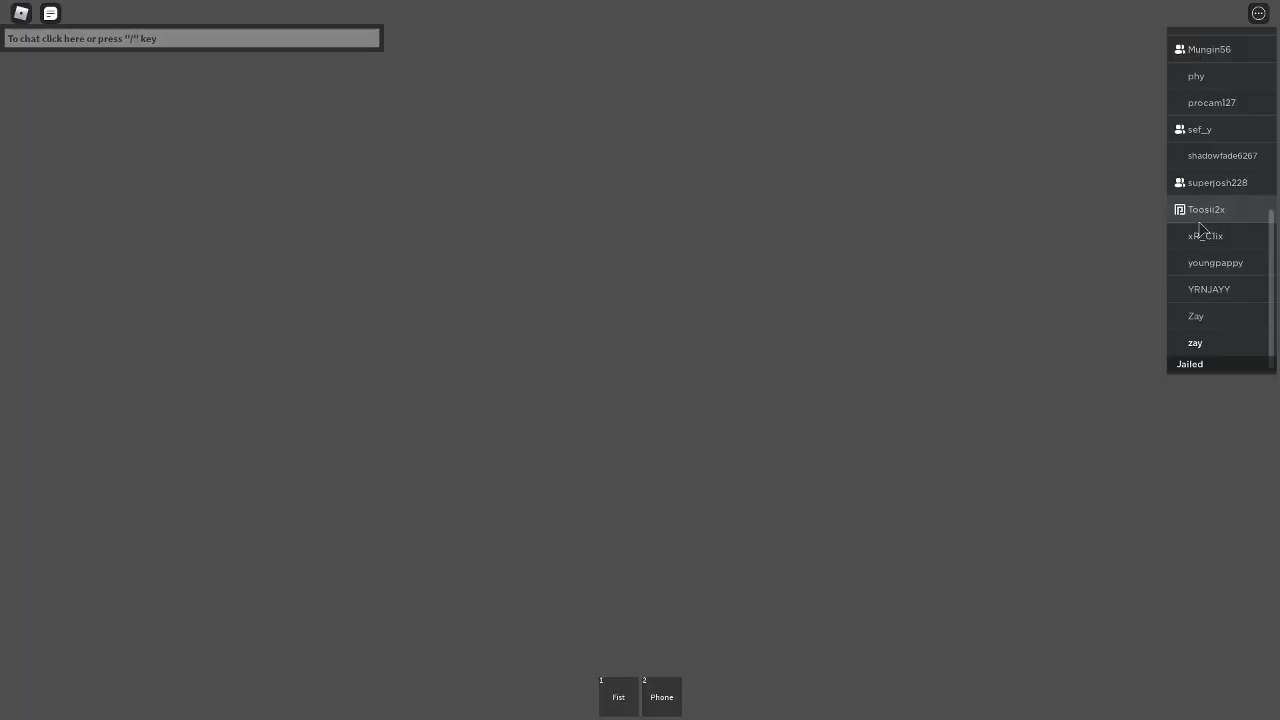 To chat click here or press "/" key
Mungin56
phy
procam127
sef_y
shadowfade6267
superjosh228
Toosii2x
youngpappy
YRNJAYY
Zay
zay
Jailed
1
2
Fist
Phone